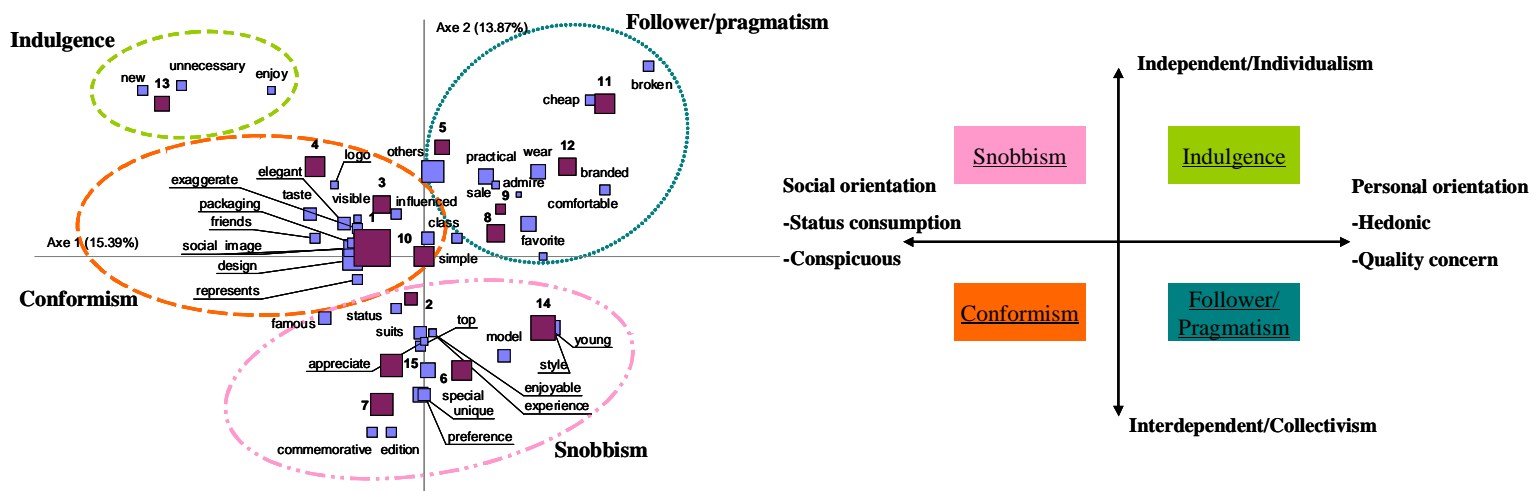 Indulgence
Axe 2 (13.87%)
Follower/pragmatism
new
13
unnecessary
enjoy
broken
11
cheap
5
others
4
logo
elegant
exaggerate
taste
visible
3
influenced
packaging
friends
1
social image
design
represents
Axe 1 (15.39%)
10
class
simple
practical
wear
12
branded
sale
admire
9
comfortable
8
favorite
Conformism
famous
status
2
suits
top
14
model
young
style
appreciate
15
6
special
unique
enjoyable
experience
7
preference
commemorative
edition
Snobbism
Independent/Individualism
Snobbism
Indulgence
Social orientation
-Status consumption
-Conspicuous
Personal orientation
-Hedonic
-Quality concern
Conformism
Follower/
Pragmatism
Interdependent/Collectivism